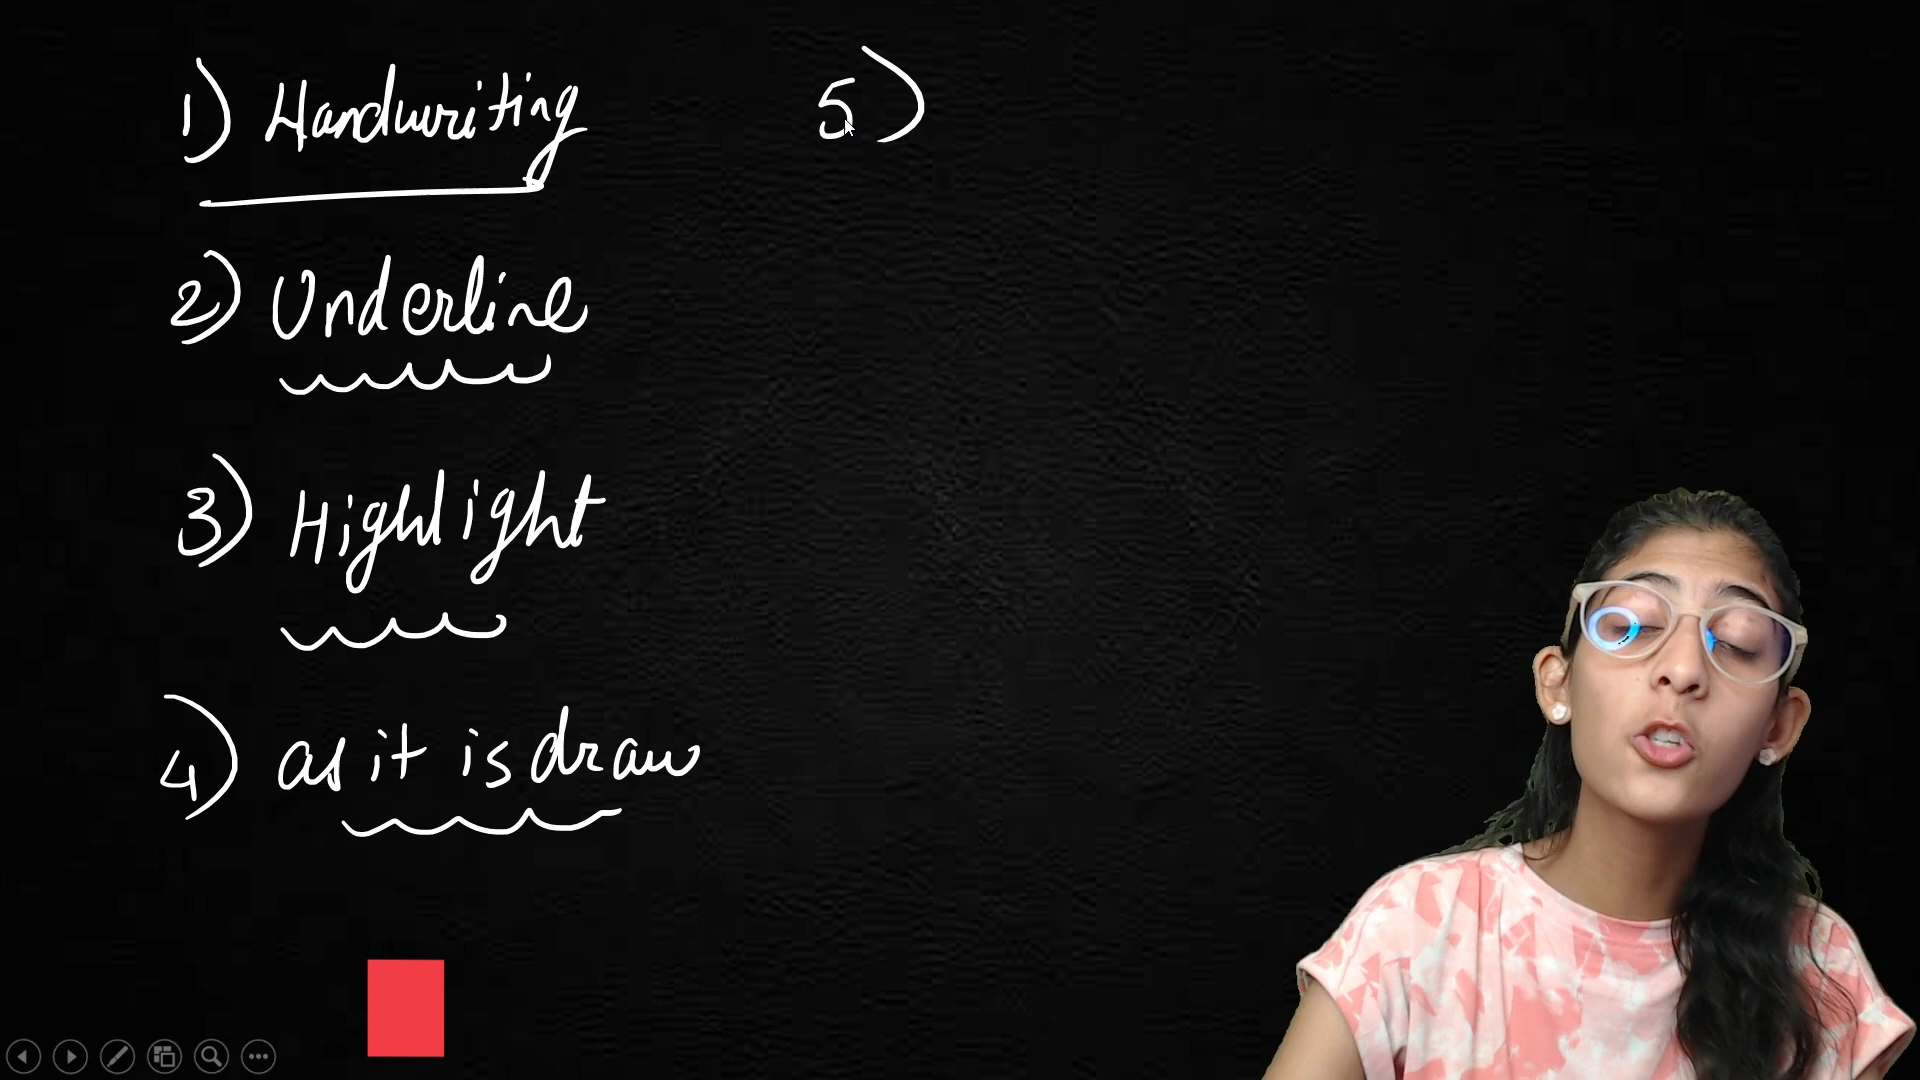 1) Handwriting
2) Underline
3) Highlight
4) as it is draw
5)